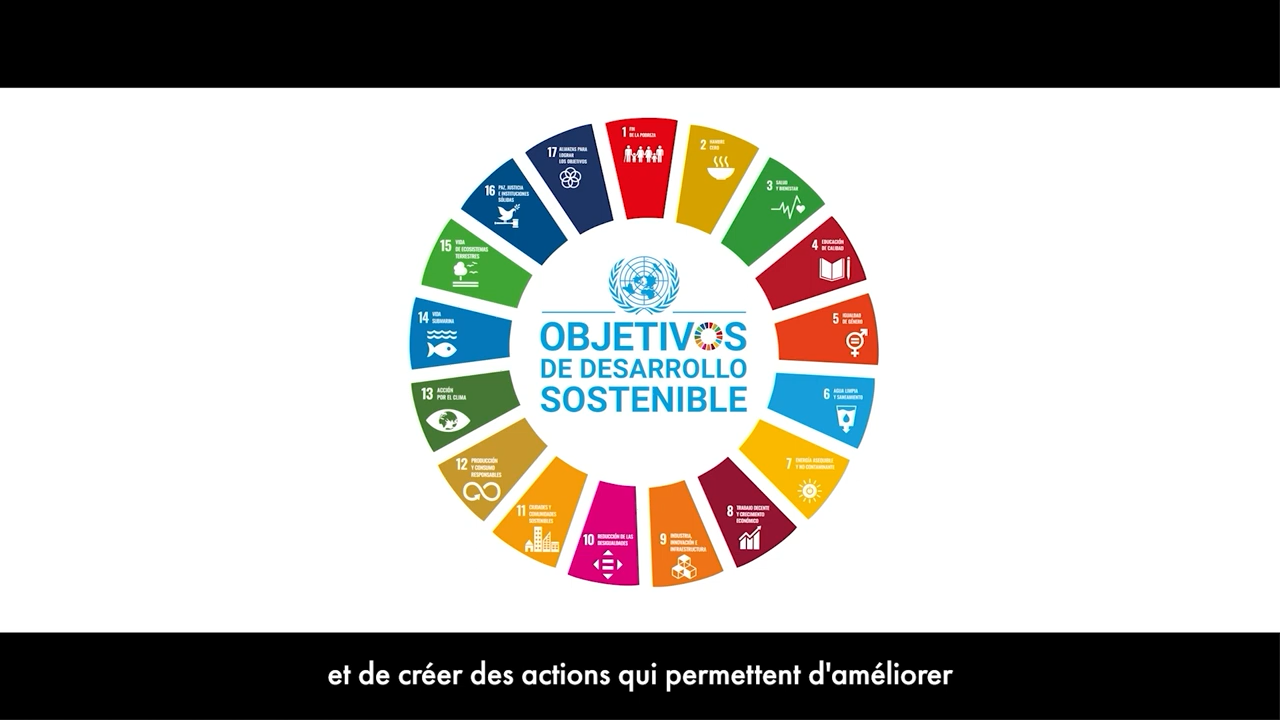 1 FIN
DE LA POBREZA
2 HAMBRE
CERO
3 SALUD
Y BIENESTAR
4 EDUCACIÓN
DE CALIDAD
5 IGUALDAD
DE GÉNERO
6 AGUA LIMPIA
Y SANEAMIENTO
7 ENERGÍA ASEQUIBLE
Y NO CONTAMINANTE
8 TRABAJO DECENTE
Y CRECIMIENTO
ECONÓMICO
9 INDUSTRIA,
INNOVACIÓN E
INFRAESTRUCTURA
10 REDUCCIÓN DE LAS
DESIGUALDADES
11 CIUDADES Y
COMUNIDADES
SOSTENIBLES
12 PRODUCCIÓN
Y CONSUMO
RESPONSABLES
13 ACCIÓN
POR EL CLIMA
14 VIDA
SUBMARINA
15 VIDA
DE ECOSISTEMAS
TERRESTRES
16 PAZ, JUSTICIA
E INSTITUCIONES
SÓLIDAS
17 ALIANZAS PARA
LOGRAR
LOS OBJETIVOS
OBJETIVOS
DE DESARROLLO
SOSTENIBLE
et de créer des actions qui permettent d'améliorer